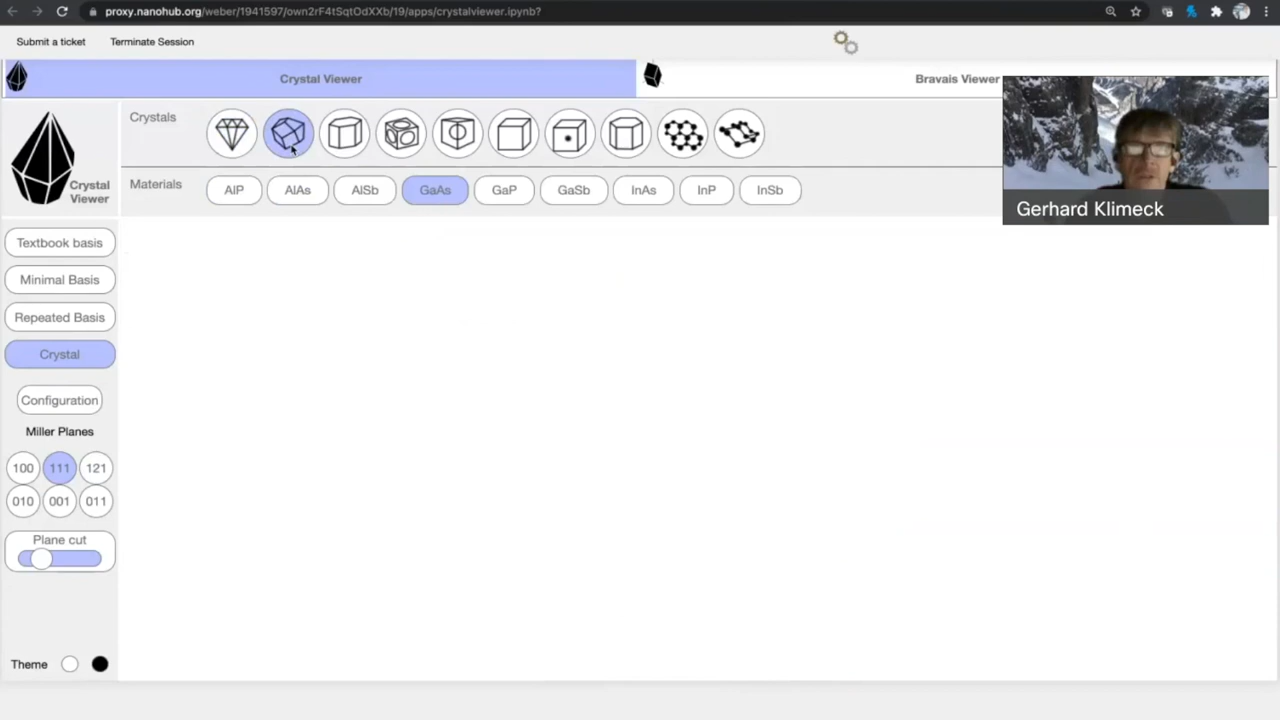 proxy.nanohub.org/weber/1941597/own2rF4tSqtOdXXb/19/apps/crystalviewer.ipynb?
Submit a ticket Terminate Session
Crystal Viewer Bravais Viewer
Crystals
Crystal Viewer
Materials AlP AlAs AlSb GaAs GaP GaSb InAs InP InSb
Gerhard Klimeck
Textbook basis
Minimal Basis
Repeated Basis
Crystal
Configuration
Miller Planes
100 111 121
010 001 011
Plane cut
Theme